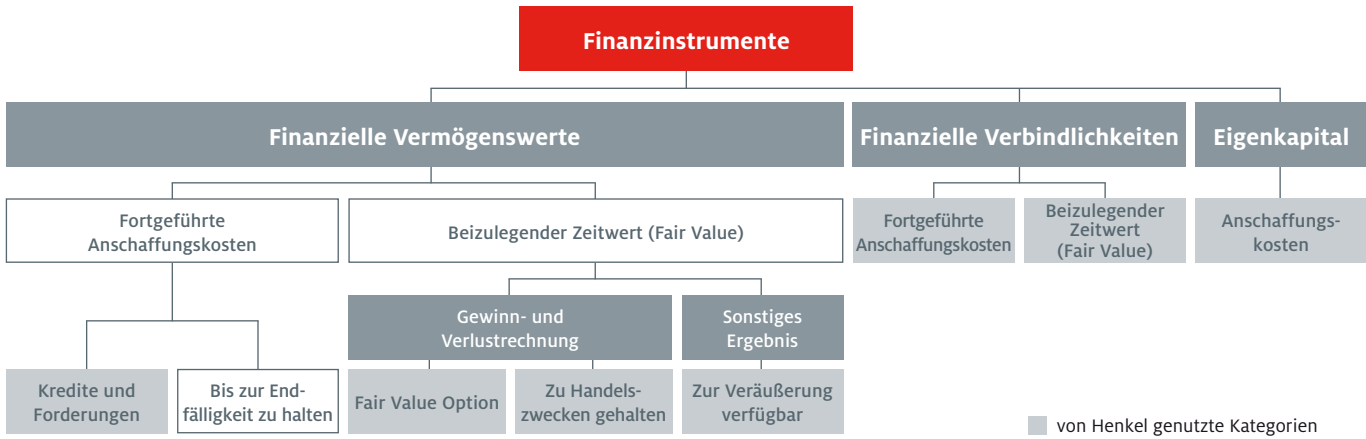 Finanzinstrumente
Finanzielle Vermögenswerte
Finanzielle Verbindlichkeiten
Eigenkapital
Fortgeführte
Anschaffungskosten
Beizulegender Zeitwert (Fair Value)
Fortgeführte
Anschaffungskosten
Beizulegender
Zeitwert
(Fair Value)
Anschaffungs-
kosten
Gewinn- und
Verlustrechnung
Sonstiges
Ergebnis
Kredite und
Forderungen
Bis zur End-
fälligkeit zu halten
Fair Value Option
Zu Handels-
zwecken gehalten
Zur Veräußerung
verfügbar
von Henkel genutzte Kategorien